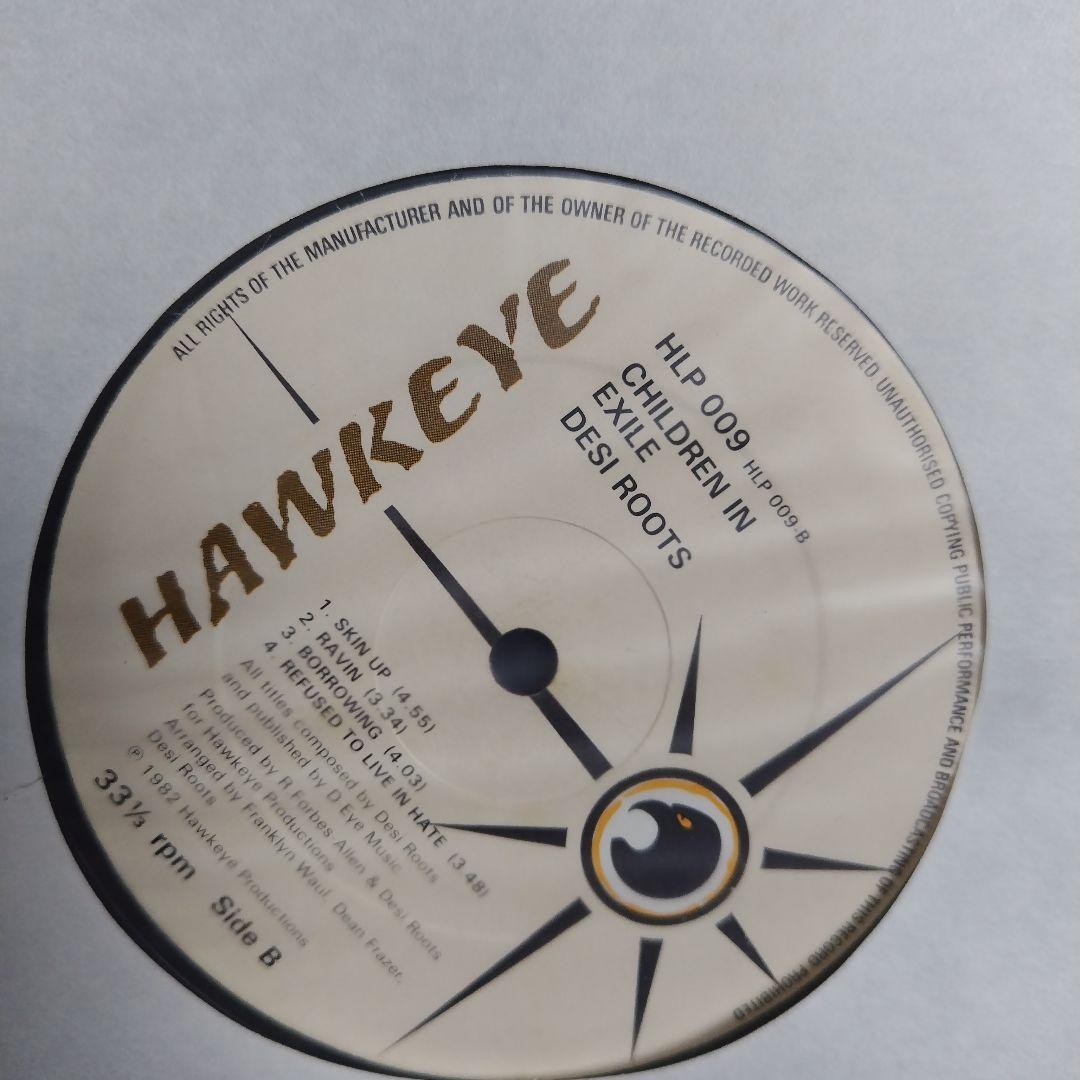 ALL RIGHTS OF THE MANUFACTURER AND OF THE OWNER OF THE RECORDED WORK RESERVED UNAUTHORISED COPYING PUBLIC PERFORMANCE AND BROADCASTING OF THIS RECORD PROHIBITED
HAWKEYE
HLP 009 HLP 009-B
CHILDREN IN
EXILE
DESI ROOTS
1. SKIN UP (4.55)
2. RAVIN (3.34)
3. BORROWING (4.03)
4. REFUSED TO LIVE IN HATE (3.48)
All titles composed by Desi Roots
and published by D Eye Music
Produced by R Forbes Allen & Desi Roots
for Hawkeye Productions
Arranged by Franklyn Waul, Dean Frazer,
Desi Roots
℗ 1982 Hawkeye Productions
33⅓ rpm Side B